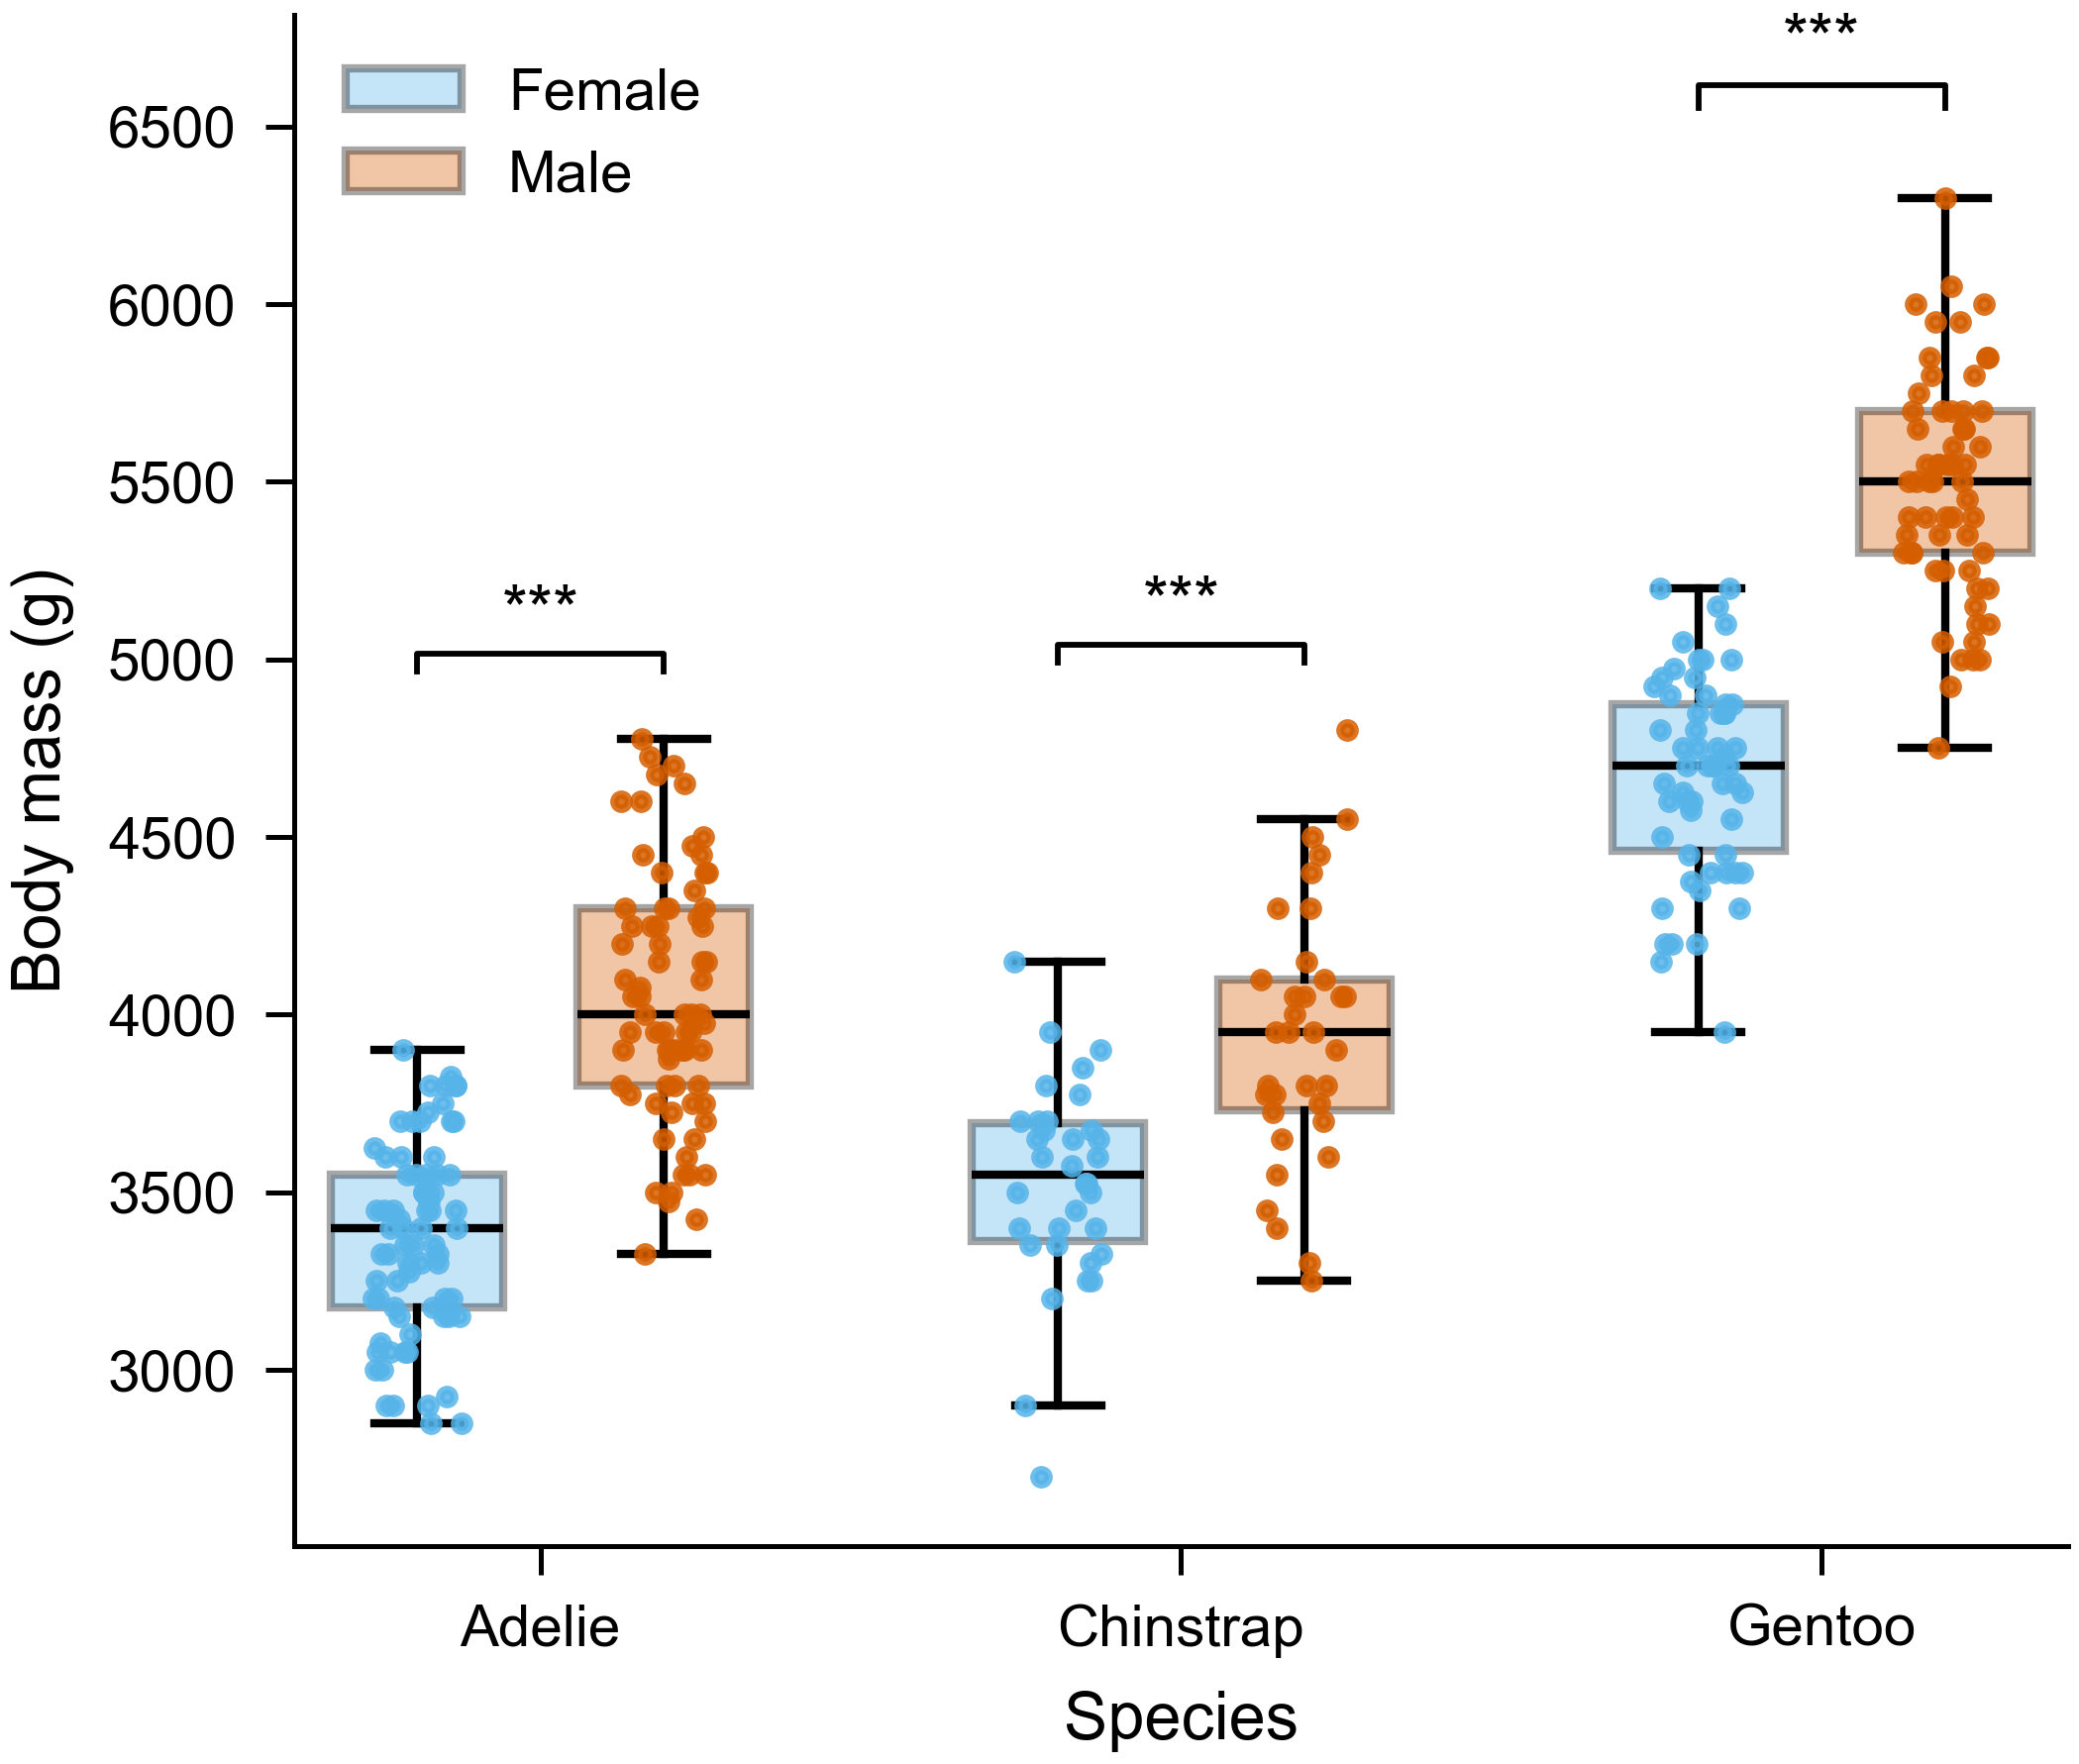 ***
Female
6500
Male
6000
5500
***
***
5000
4500
4000
3500
3000
Body mass (g)
Adelie
Chinstrap
Gentoo
Species